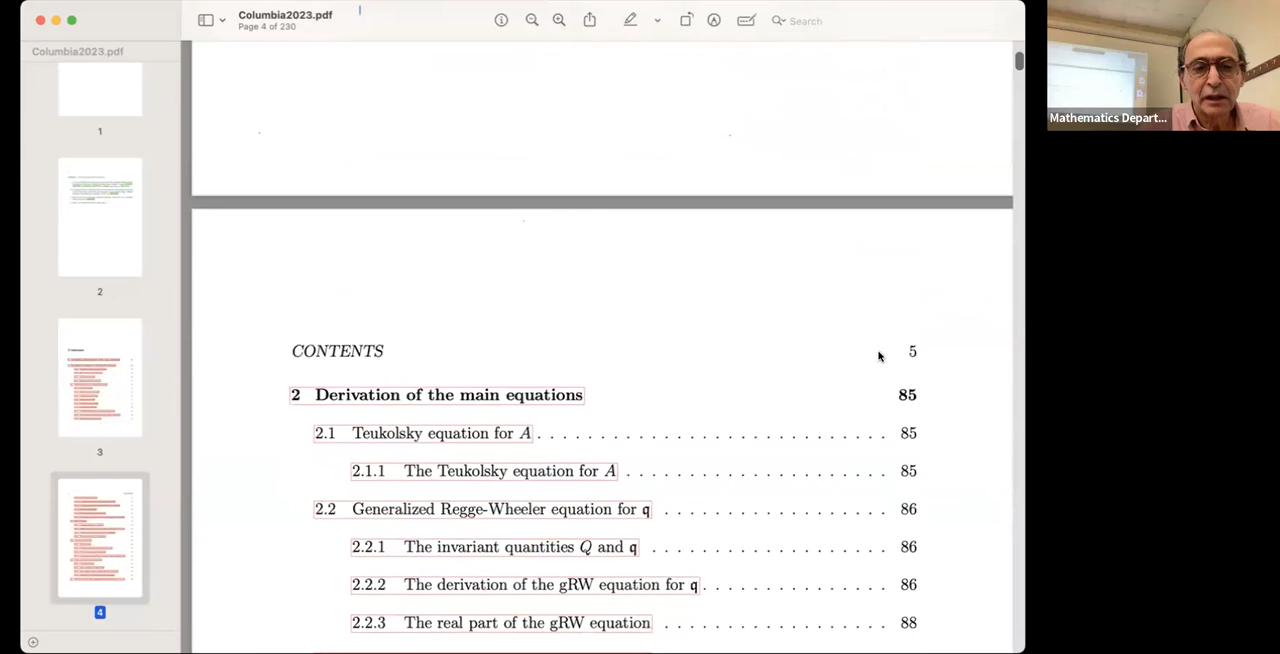 Columbia2023.pdf
Page 4 of 230
Search
Columbia2023.pdf
1
2
3
4
CONTENTS 5
2 Derivation of the main equations 85
2.1 Teukolsky equation for A . . . . . . . . . . . . . . . . . . . . . . . . . . . . 85
2.1.1 The Teukolsky equation for A . . . . . . . . . . . . . . . . . . . . . 85
2.2 Generalized Regge-Wheeler equation for 𝔮 . . . . . . . . . . . . . . . . . . 86
2.2.1 The invariant quantities Q and 𝔮 . . . . . . . . . . . . . . . . . . . 86
2.2.2 The derivation of the gRW equation for 𝔮 . . . . . . . . . . . . . . . 86
2.2.3 The real part of the gRW equation . . . . . . . . . . . . . . . . . . 88
Mathematics Depart...